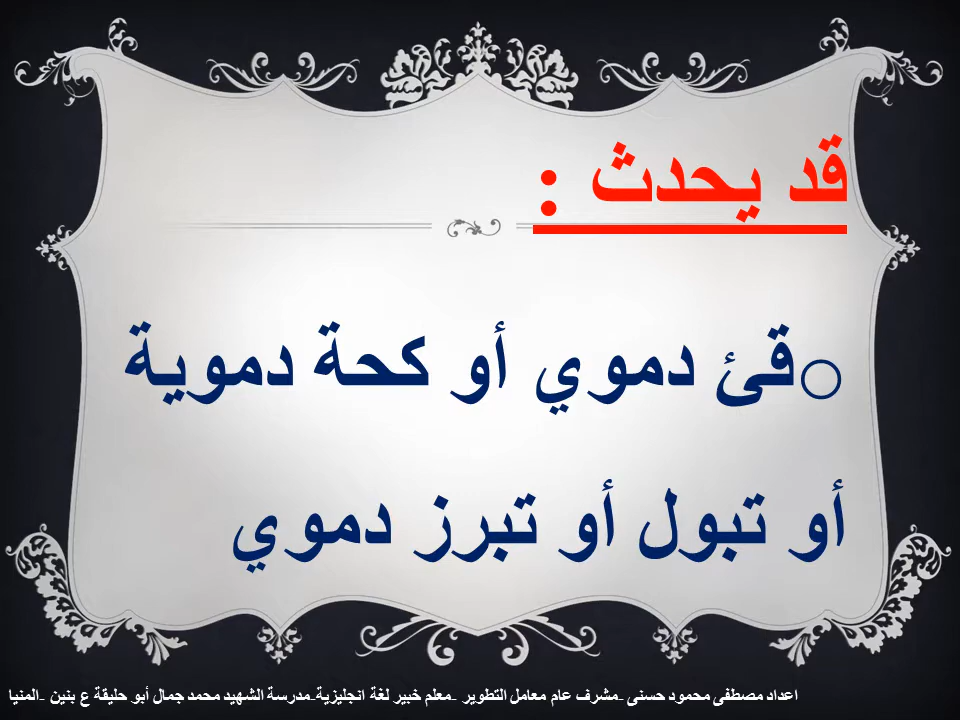 قد يحدث :
○قئ دموي أو كحة دموية
أو تبول أو تبرز دموي
اعداد مصطفى محمود حسنى -مشرف عام معامل التطوير -معلم خبير لغة انجليزية-مدرسة الشهيد محمد جمال أبو حليقة ع بنين -المنيا